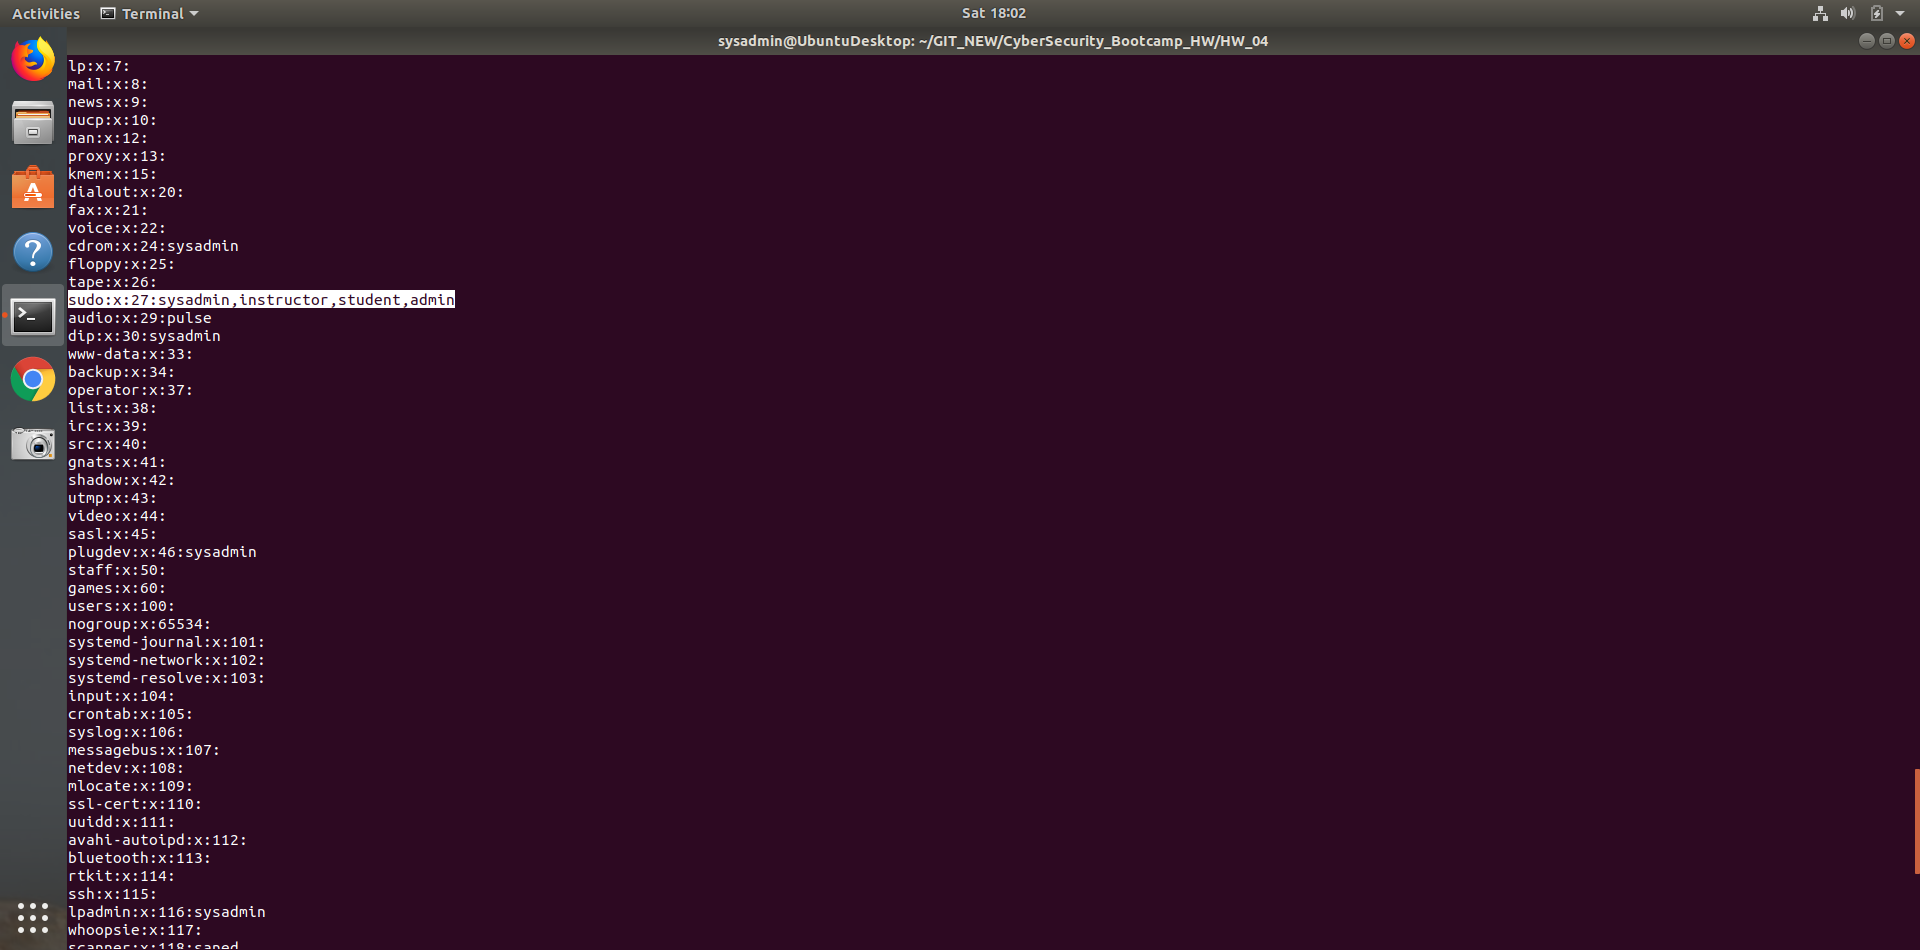 Activities Terminal Sat 18:02
sysadmin@UbuntuDesktop: ~/GIT_NEW/CyberSecurity_Bootcamp_HW/HW_04
lp:x:7:
mail:x:8:
news:x:9:
uucp:x:10:
man:x:12:
proxy:x:13:
kmem:x:15:
dialout:x:20:
fax:x:21:
voice:x:22:
cdrom:x:24:sysadmin
floppy:x:25:
tape:x:26:
sudo:x:27:sysadmin,instructor,student,admin
audio:x:29:pulse
dip:x:30:sysadmin
www-data:x:33:
backup:x:34:
operator:x:37:
list:x:38:
irc:x:39:
src:x:40:
gnats:x:41:
shadow:x:42:
utmp:x:43:
video:x:44:
sasl:x:45:
plugdev:x:46:sysadmin
staff:x:50:
games:x:60:
users:x:100:
nogroup:x:65534:
systemd-journal:x:101:
systemd-network:x:102:
systemd-resolve:x:103:
input:x:104:
crontab:x:105:
syslog:x:106:
messagebus:x:107:
netdev:x:108:
mlocate:x:109:
ssl-cert:x:110:
uuidd:x:111:
avahi-autoipd:x:112:
bluetooth:x:113:
rtkit:x:114:
ssh:x:115:
lpadmin:x:116:sysadmin
whoopsie:x:117:
scanner:x:118:saned